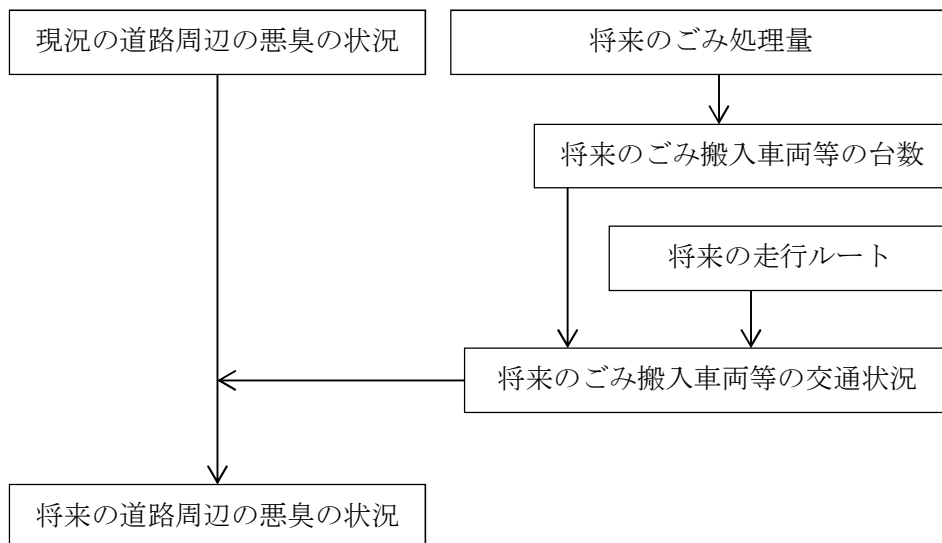 現況の道路周辺の悪臭の状況
将来のごみ処理量
将来のごみ搬入車両等の台数
将来の走行ルート
将来のごみ搬入車両等の交通状況
将来の道路周辺の悪臭の状況